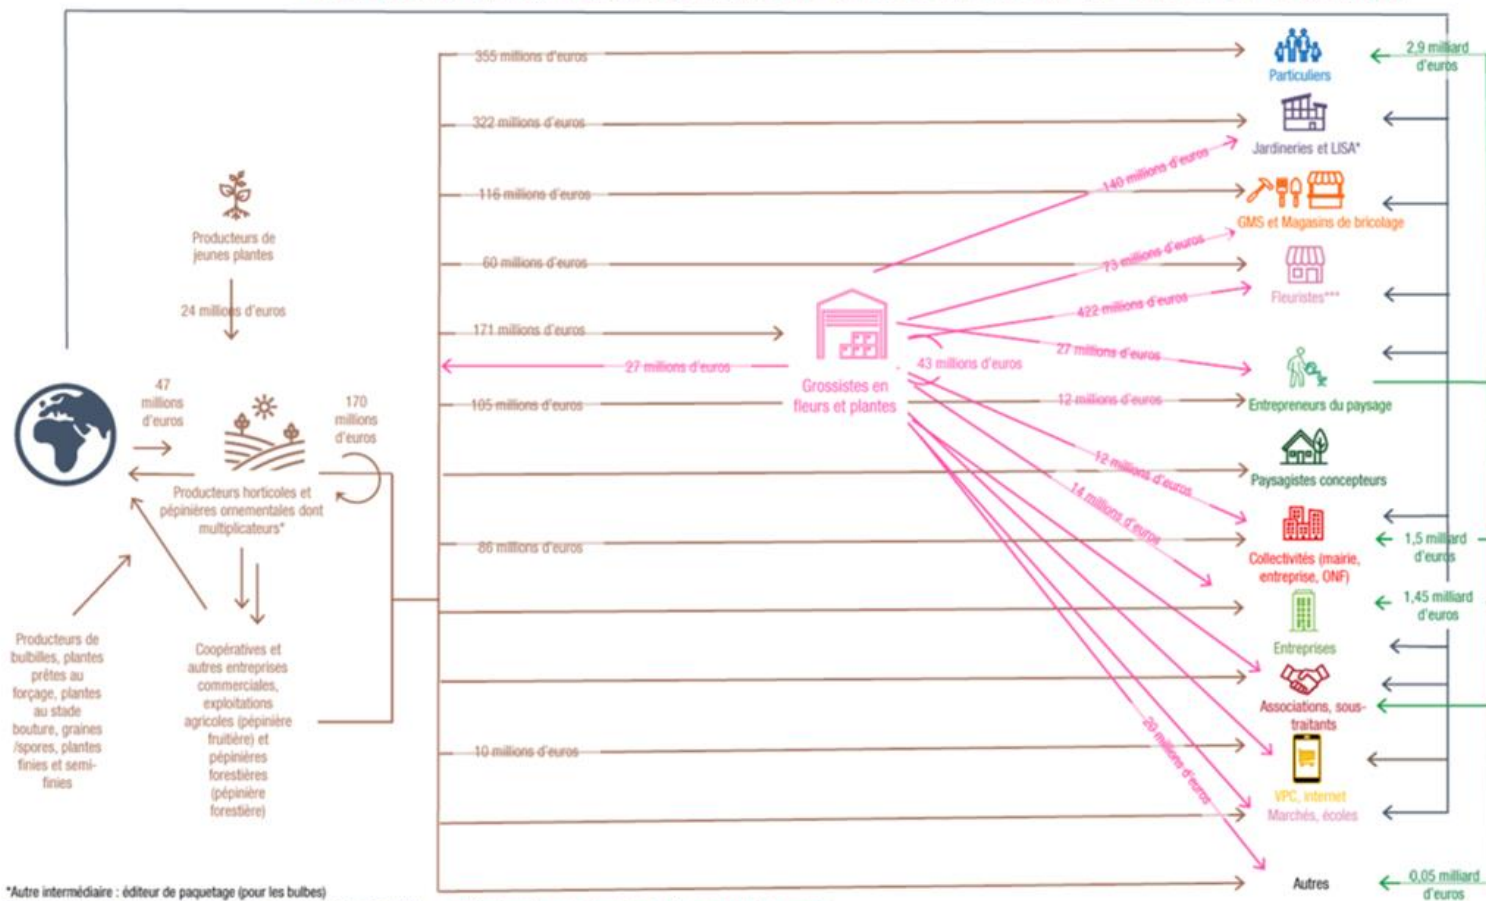 355 millions d'euros
Particuliers
2,9 milliard
d'euros
322 millions d'euros
Jardineries et LISA*
140 millions d'euros
116 millions d'euros
GMS et Magasins de bricolage
Producteurs de
jeunes plantes
60 millions d'euros
73 millions d'euros
Fleuristes***
24 millions d'euros
422 millions d'euros
171 millions d'euros
27 millions d'euros
27 millions d'euros
43 millions d'euros
Grossistes en
fleurs et plantes
47
millions
d'euros
170
millions
d'euros
105 millions d'euros
12 millions d'euros
Entrepreneurs du paysage
12 millions d'euros
14 millions d'euros
Paysagistes concepteurs
Producteurs horticoles et
pépinières ornementales dont
multiplicateurs*
86 millions d'euros
Collectivités (mairie,
entreprise, ONF)
1,5 milliard
d'euros
1,45 milliard
d'euros
Entreprises
Producteurs de
bulbilles, plantes
prêtes au
forçage, plantes
au stade
bouture, graines
/spores, plantes
finies et semi-
finies
Coopératives et
autres entreprises
commerciales,
exploitations
agricoles (pépinière
fruitière) et
pépinières
forestières
(pépinière
forestière)
Associations, sous-
traitants
10 millions d'euros
20 millions d'euros
VPC, internet
Marchés, écoles
Autres
0,05 milliard
d'euros
*Autre intermédiaire : éditeur de paquetage (pour les bulbes)